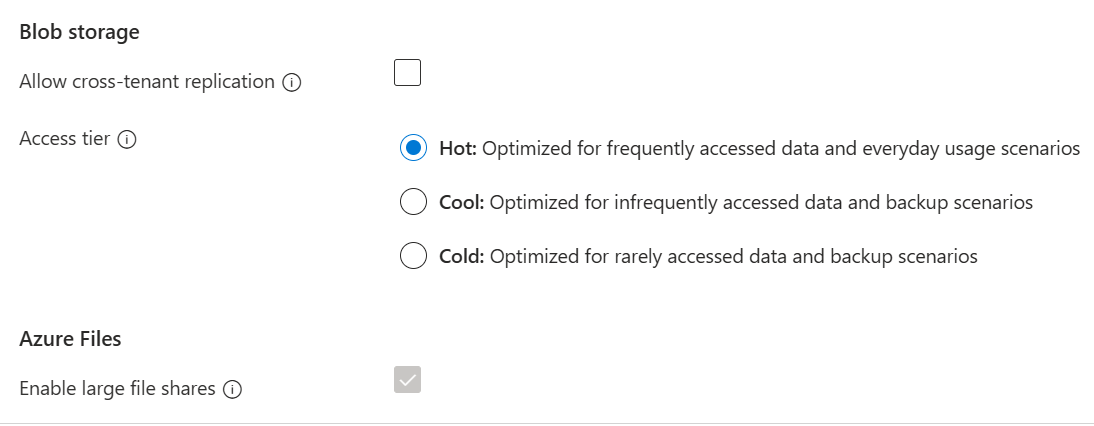 Blob storage
Allow cross-tenant replication
Access tier
Hot: Optimized for frequently accessed data and everyday usage scenarios
Cool: Optimized for infrequently accessed data and backup scenarios
Cold: Optimized for rarely accessed data and backup scenarios
Azure Files
Enable large file shares